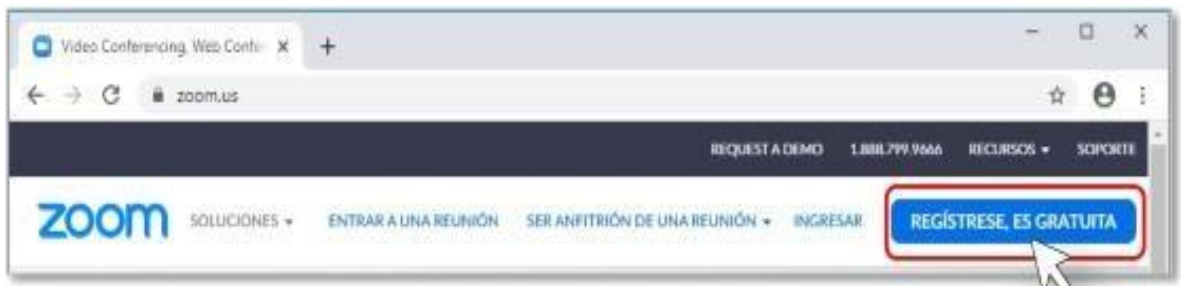 Video Conferencing, Web Confe
zoom.us
REQUEST A DEMO 1.888.799.9666 RECURSOS SOPORTE
zoom SOLUCIONES ENTRAR A UNA REUNIÓN SER ANFITRIÓN DE UNA REUNIÓN INGRESAR REGÍSTRESE, ES GRATUITA